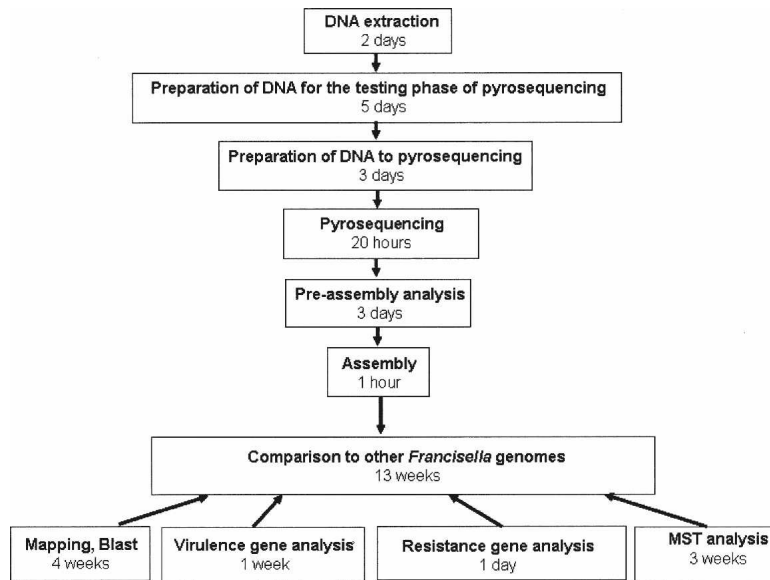 DNA extraction
2 days
Preparation of DNA for the testing phase of pyrosequencing
5 days
Preparation of DNA to pyrosequencing
3 days
Pyrosequencing
20 hours
Pre-assembly analysis
3 days
Assembly
1 hour
Comparison to other Francisella genomes
13 weeks
Mapping, Blast
4 weeks
Virulence gene analysis
1 week
Resistance gene analysis
1 day
MST analysis
3 weeks